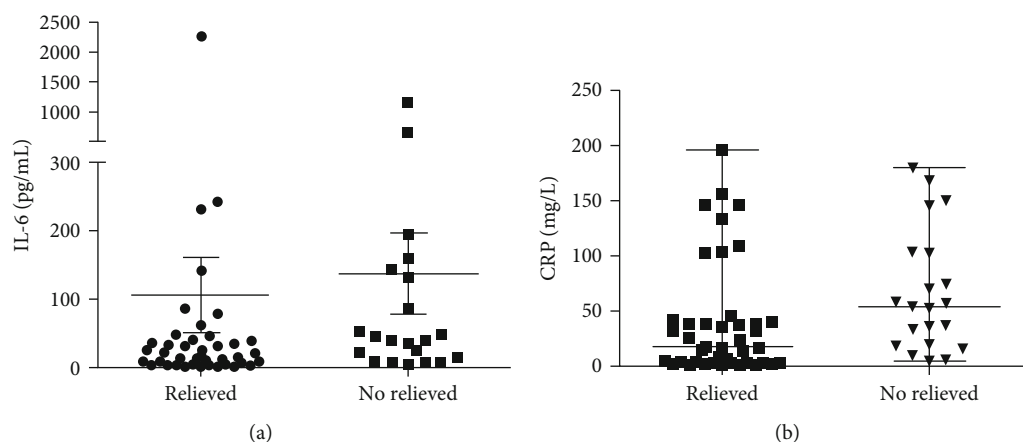 2500
2000
1500
1000
300
200
100
0
IL-6 (pg/mL)
Relieved
No relieved
(a)
250
200
150
100
50
0
CRP (mg/L)
Relieved
No relieved
(b)